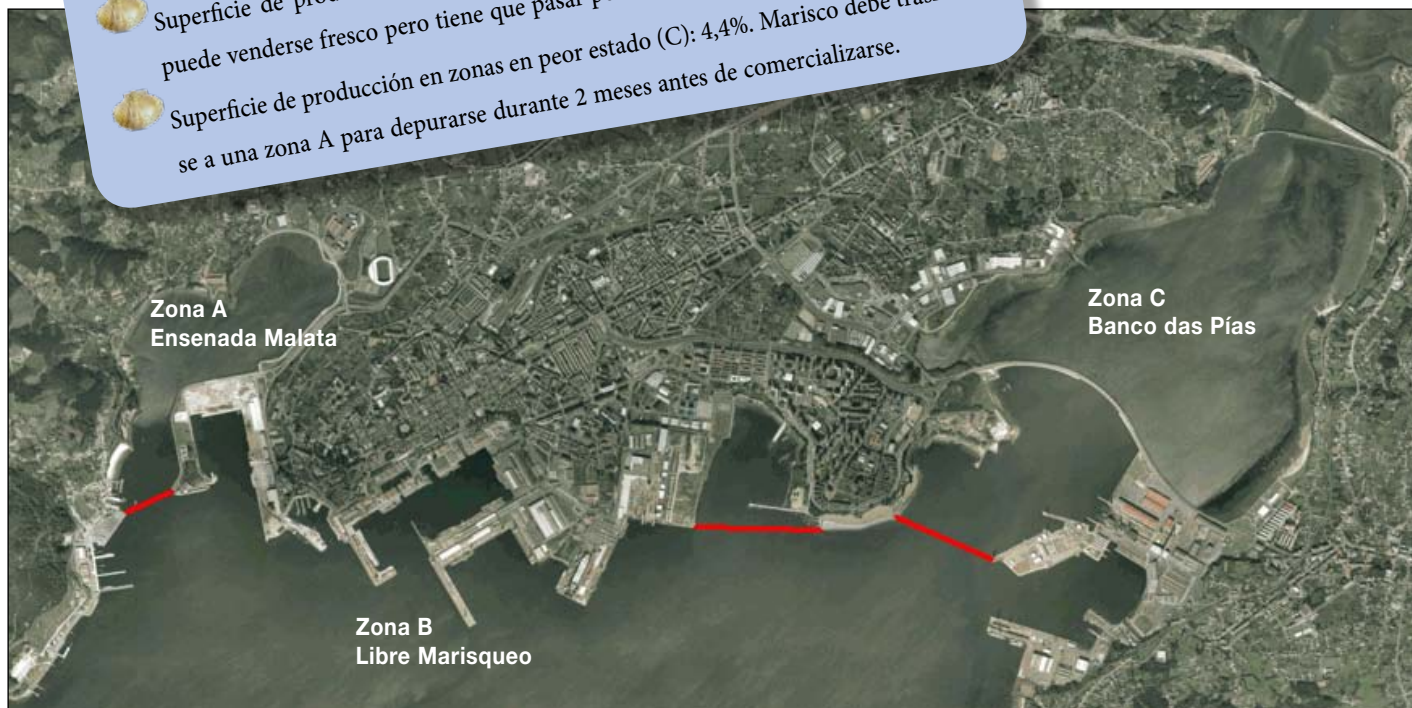 Superficie de
puede venderse fresco pero tiene que pasar
Superficie de producción en zonas en peor estado (C): 4,4%. Marisco debe
se a una zona A para depurarse durante 2 meses antes de comercializarse.
Zona A
Ensenada Malata
Zona C
Banco das Pías
Zona B
Libre Marisqueo